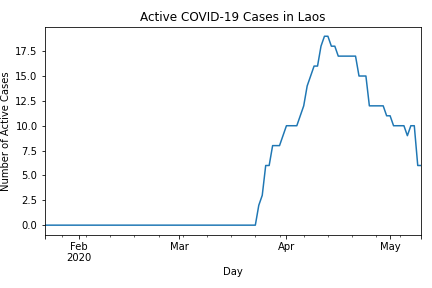 Active COVID-19 Cases in Laos
Number of Active Cases
17.5
15.0
12.5
10.0
7.5
5.0
2.5
0.0
Feb Mar Apr May
2020
Day